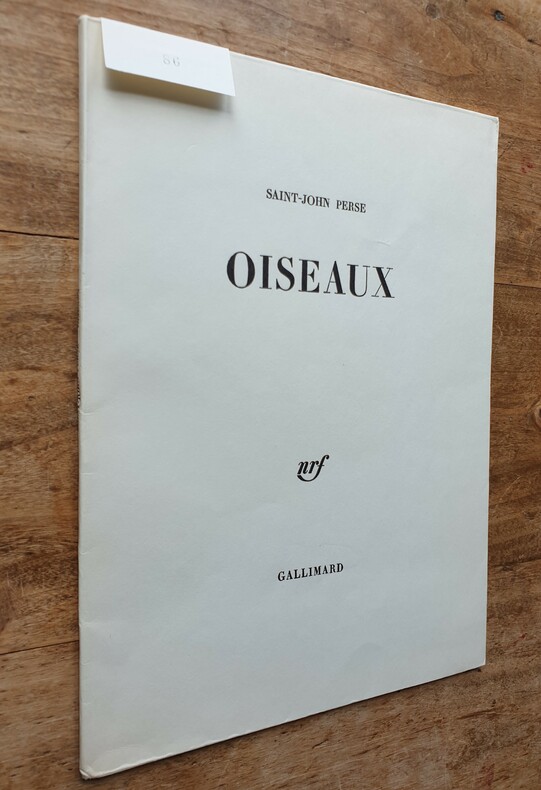 86
SAINT-JOHN PERSE
OISEAUX
nrf
GALLIMARD